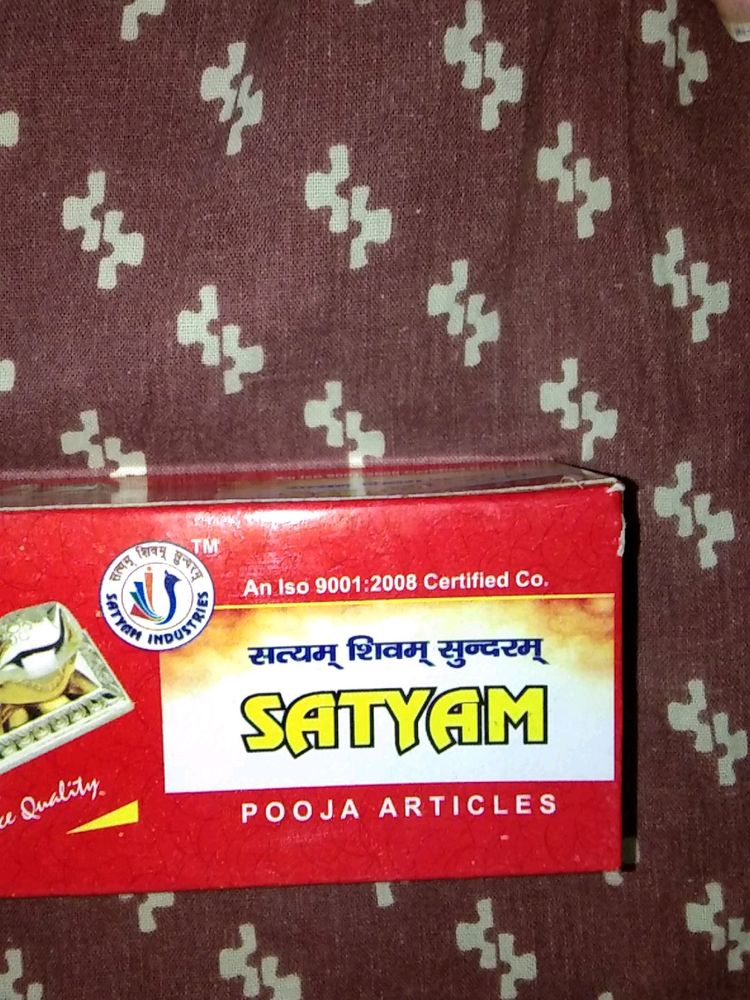 TM
सत्यम् शिवम् सुन्दरम्
SATYAM INDUSTRIES
An Iso 9001:2008 Certified Co.
सत्यम् शिवम् सुन्दरम्
SATYAM
Quality
POOJA ARTICLES